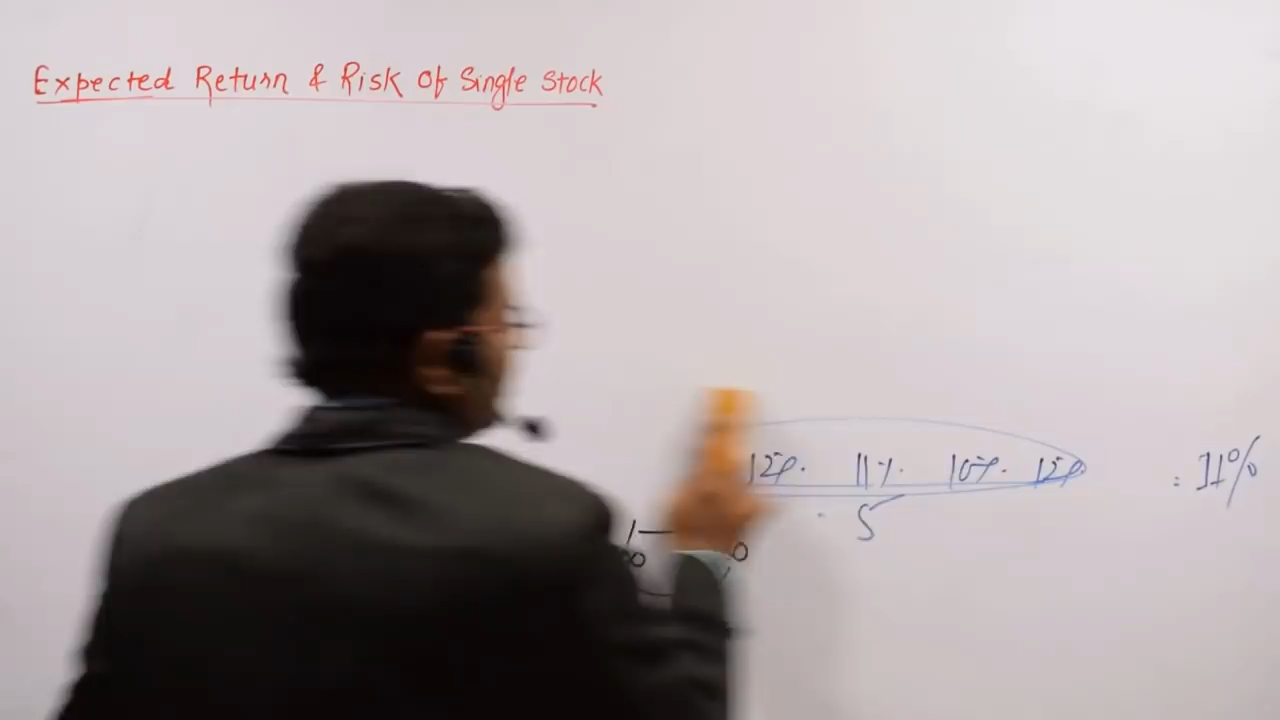 Expected Return & Risk Of Single Stock
12%. 11%. 10%. 12% = 11%
5